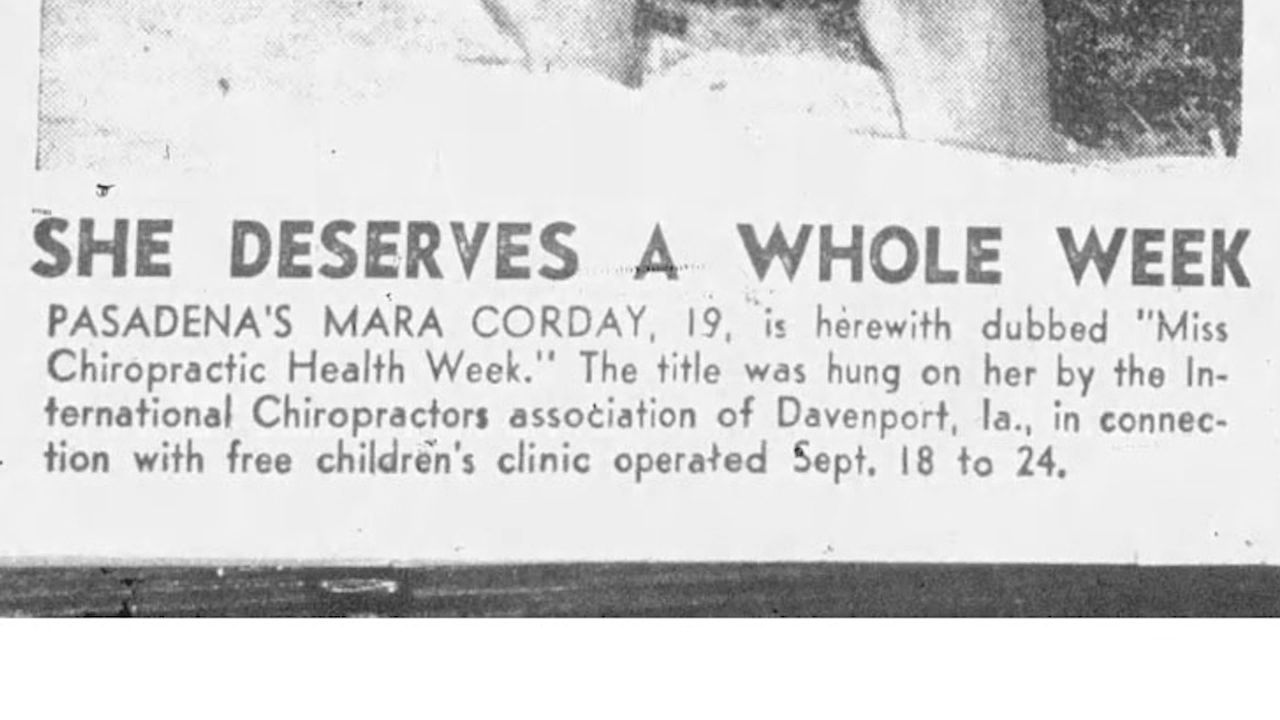 SHE DESERVES A WHOLE WEEK
PASADENA'S MARA CORDAY, 19, is herewith dubbed "Miss
Chiropractic Health Week." The title was hung on her by the In-
ternational Chiropractors association of Davenport, Ia., in connec-
tion with free children's clinic operated Sept. 18 to 24.